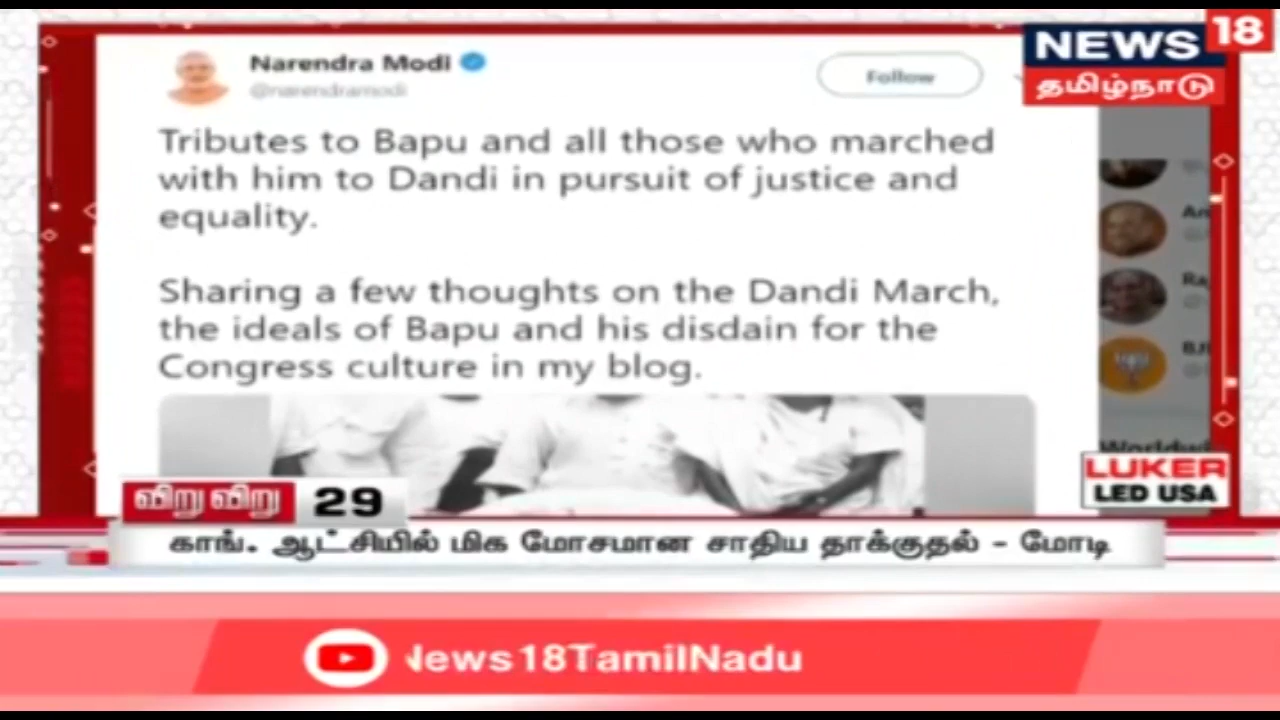 Narendra Modi
@narendramodi
Follow
NEWS 18
தமிழ்நாடு
Tributes to Bapu and all those who marched
with him to Dandi in pursuit of justice and
equality.
Sharing a few thoughts on the Dandi March,
the ideals of Bapu and his disdain for the
Congress culture in my blog.
LUKER
LED USA
விறு விறு 29
காங். ஆட்சியில் மிக மோசமான சாதிய தாக்குதல் - மோடி
News18TamilNadu